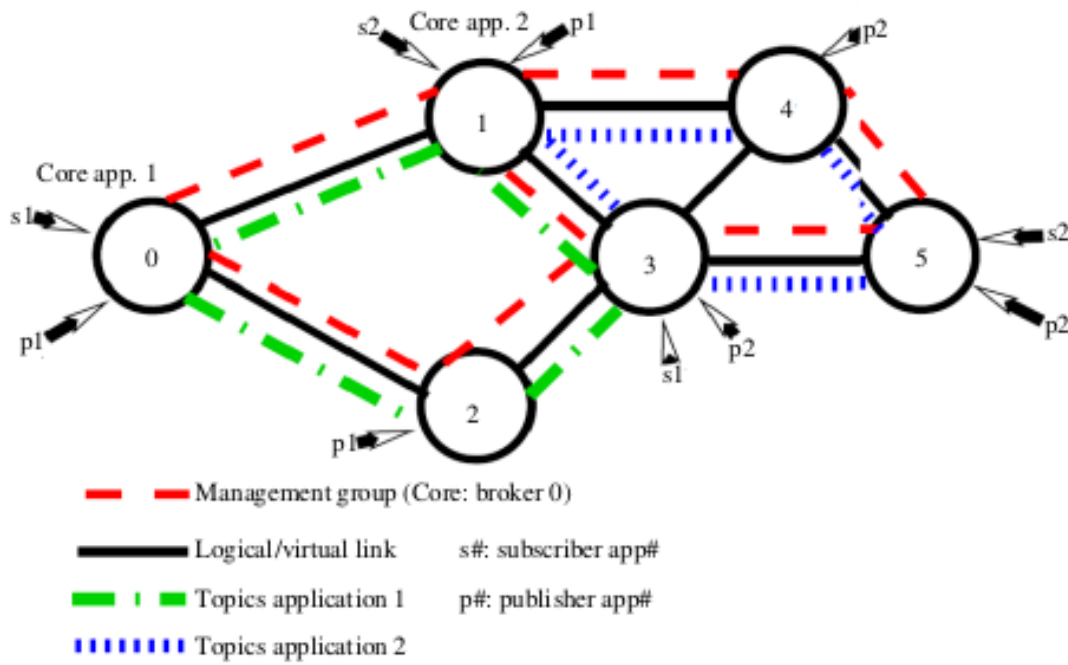 s2 Core app. 2 p1
p2
1
4
Core app. 1
s1
0
3
5
s2
p1
p2
s1
p2
2
p1
Management group (Core: broker 0)
Logical/virtual link s#: subscriber app#
Topics application 1 p#: publisher app#
Topics application 2